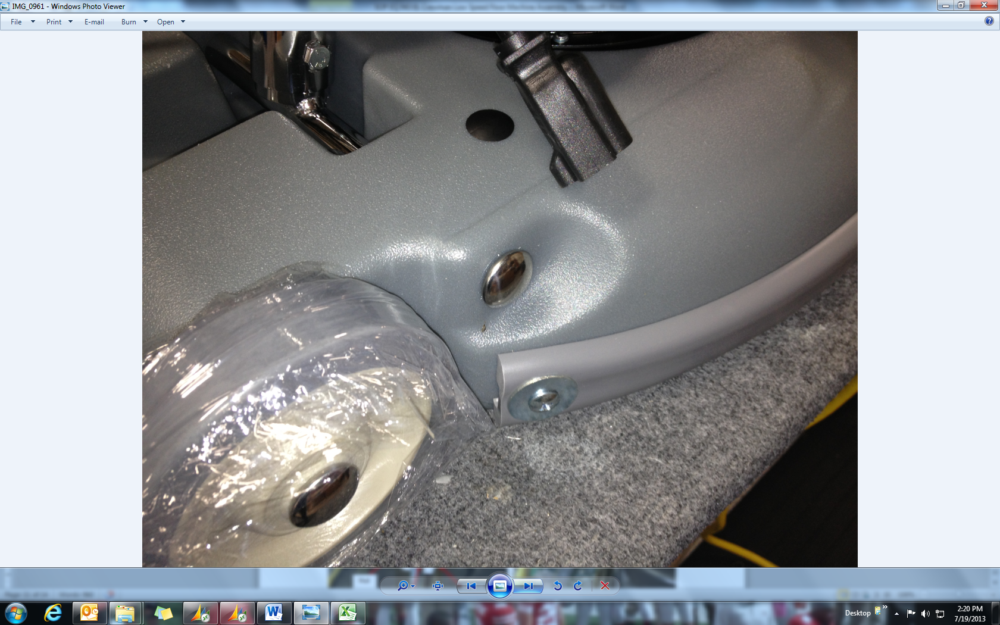 IMG_0961 - Windows Photo Viewer
File Print E-mail Burn Open
Desktop
2:20 PM
7/19/2013